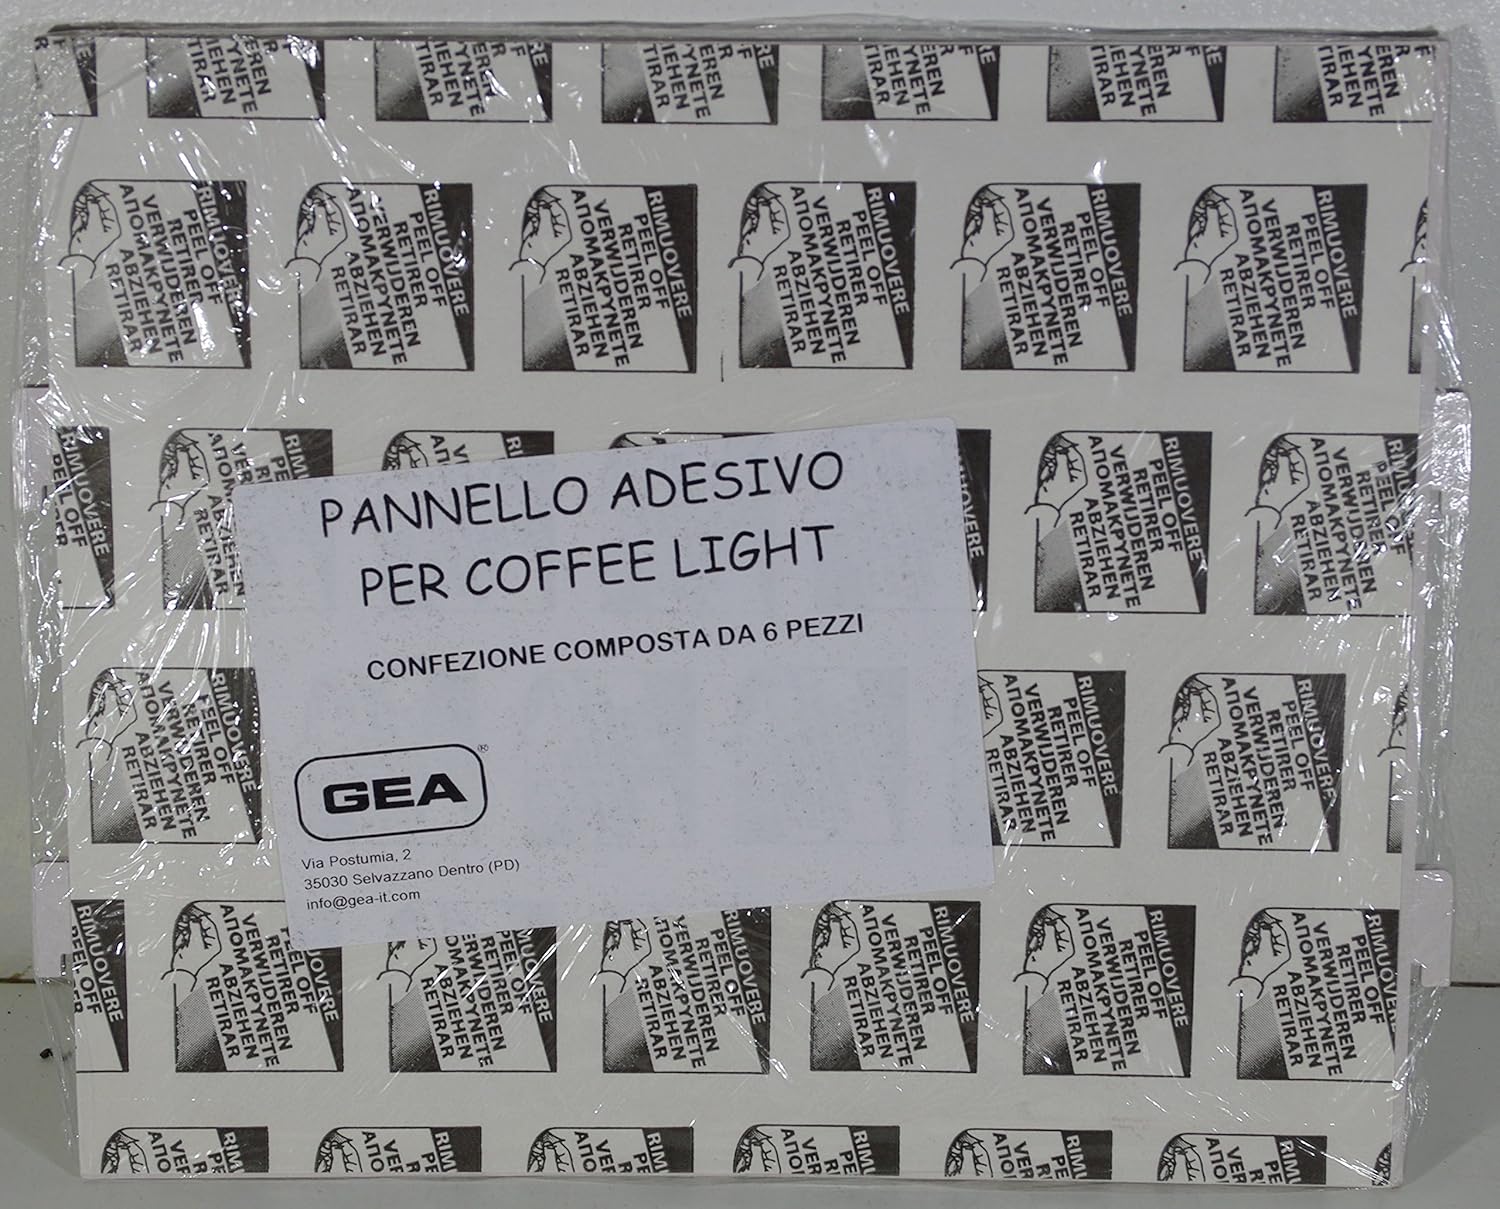 PANNELLO ADESIVO
PER COFFEE LIGHT
CONFEZIONE COMPOSTA DA 6 PEZZI
GEA®
Via Postumia, 2
35030 Selvazzano Dentro (PD)
info@gea-it.com
RIMUOVERE
PEEL OFF
RETIRER
VERWIJDEREN
ΑΠΟΜΑΚΡΥΝΕΤΕ
ABZIEHEN
RETIRAR